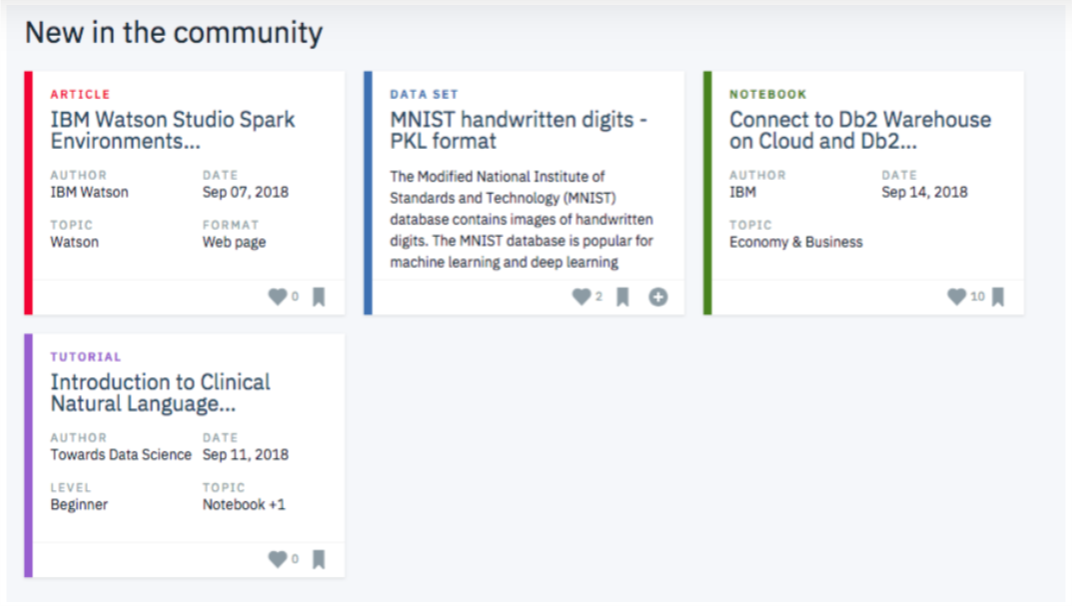 New in the community
ARTICLE
IBM Watson Studio Spark
Environments...
AUTHOR DATE
IBM Watson Sep 07, 2018
TOPIC FORMAT
Watson Web page
0
DATA SET
MNIST handwritten digits -
PKL format
The Modified National Institute of
Standards and Technology (MNIST)
database contains images of handwritten
digits. The MNIST database is popular for
machine learning and deep learning
2
NOTEBOOK
Connect to Db2 Warehouse
on Cloud and Db2...
AUTHOR DATE
IBM Sep 14, 2018
TOPIC
Economy & Business
10
TUTORIAL
Introduction to Clinical
Natural Language...
AUTHOR DATE
Towards Data Science Sep 11, 2018
LEVEL TOPIC
Beginner Notebook +1
0